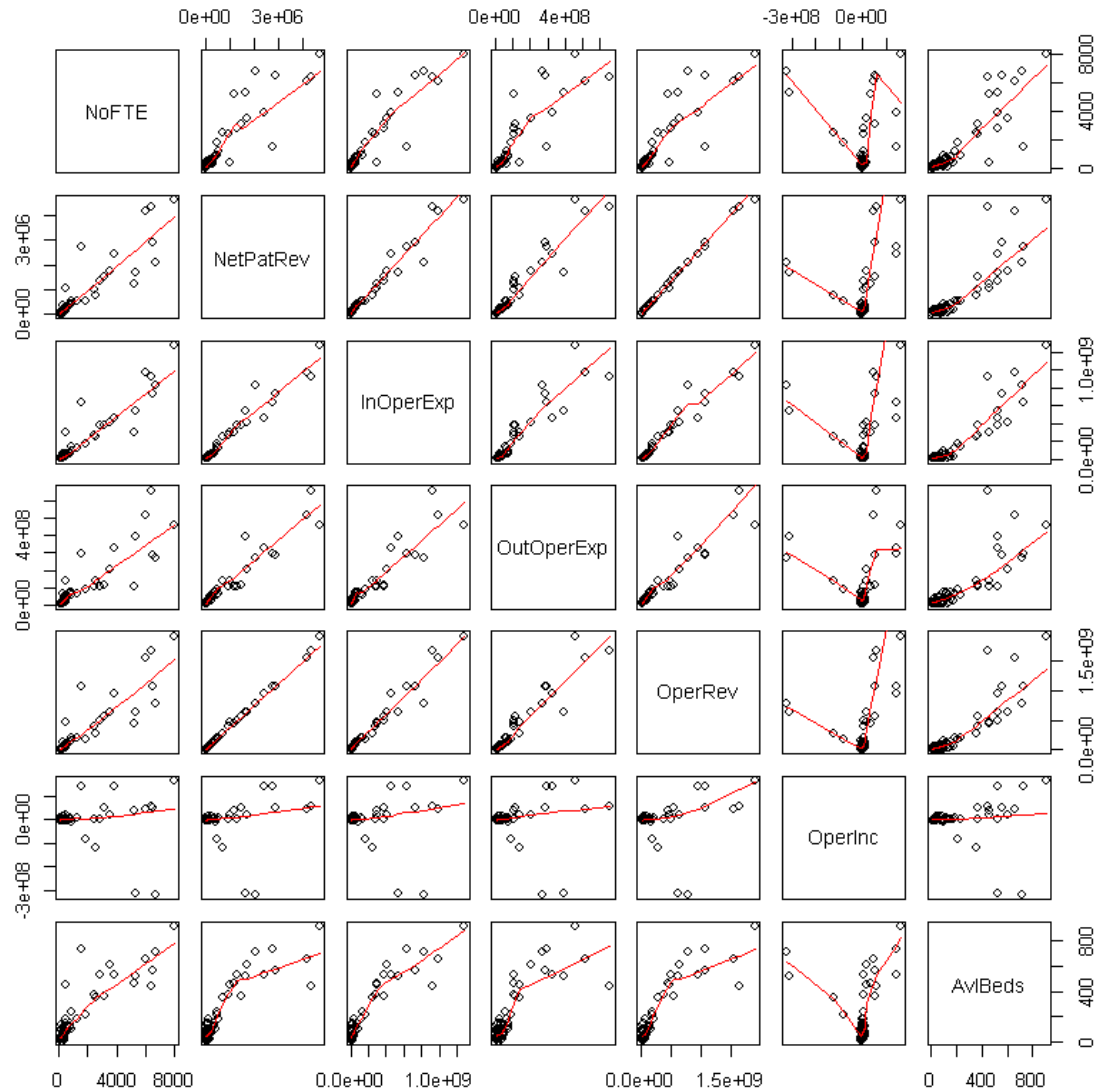 0e+00 3e+06 0e+00 4e+08 -3e+08 0e+00
NoFTE
0 4000 8000
0e+00 3e+06
NetPatRev
InOperExp
0.0e+00 1.0e+09
0e+00 4e+08
OutOperExp
OperRev
0.0e+00 1.5e+09
-3e+08 0e+00
OperInc
AvlBeds
0 400 800
0 4000 8000 0.0e+00 1.0e+09 0.0e+00 1.5e+09 0 400 800